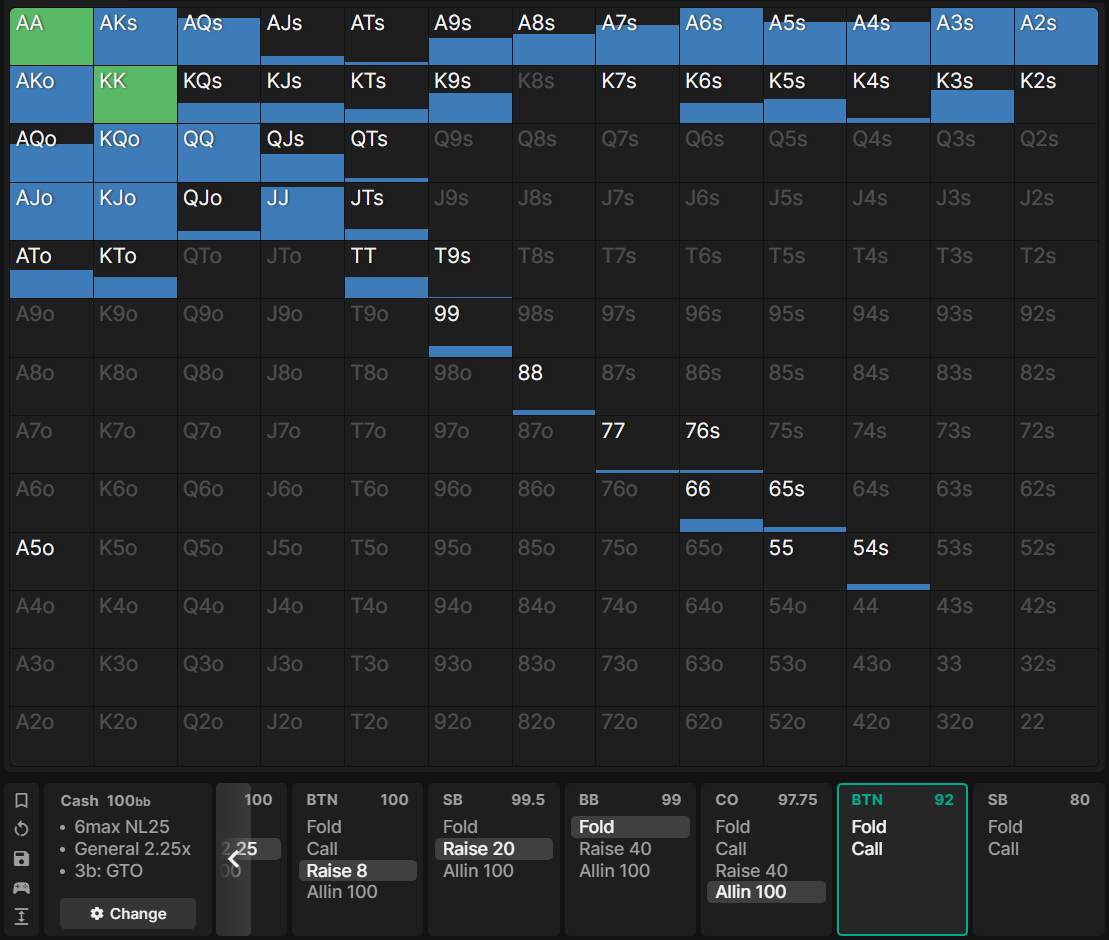 AA AKs AQs AJs ATs A9s A8s A7s A6s A5s A4s A3s A2s
AKo KK KQs KJs KTs K9s K8s K7s K6s K5s K4s K3s K2s
AQo KQo QQ QJs QTs Q9s Q8s Q7s Q6s Q5s Q4s Q3s Q2s
AJo KJo QJo JJ JTs J9s J8s J7s J6s J5s J4s J3s J2s
ATo KTo QTo JTo TT T9s T8s T7s T6s T5s T4s T3s T2s
A9o K9o Q9o J9o T9o 99 98s 97s 96s 95s 94s 93s 92s
A8o K8o Q8o J8o T8o 98o 88 87s 86s 85s 84s 83s 82s
A7o K7o Q7o J7o T7o 97o 87o 77 76s 75s 74s 73s 72s
A6o K6o Q6o J6o T6o 96o 86o 76o 66 65s 64s 63s 62s
A5o K5o Q5o J5o T5o 95o 85o 75o 65o 55 54s 53s 52s
A4o K4o Q4o J4o T4o 94o 84o 74o 64o 54o 44 43s 42s
A3o K3o Q3o J3o T3o 93o 83o 73o 63o 53o 43o 33 32s
A2o K2o Q2o J2o T2o 92o 82o 72o 62o 52o 42o 32o 22
Cash 100bb
• 6max NL25
• General 2.25x
• 3b: GTO
Change
100
2.25
00
BTN 100
Fold
Call
Raise 8
Allin 100
SB 99.5
Fold
Raise 20
Allin 100
BB 99
Fold
Raise 40
Allin 100
CO 97.75
Fold
Call
Raise 40
Allin 100
BTN 92
Fold
Call
SB 80
Fold
Call